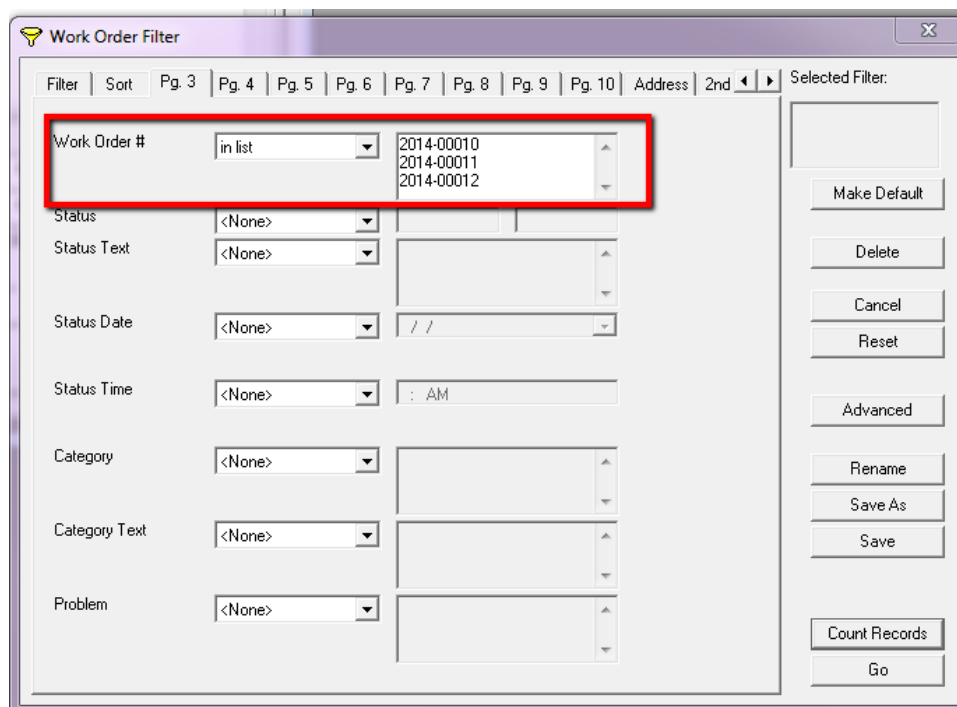 Work Order Filter
Filter Sort Pg. 3 Pg. 4 Pg. 5 Pg. 6 Pg. 7 Pg. 8 Pg. 9 Pg. 10 Address 2nd
Selected Filter:
Work Order # in list 2014-00010
2014-00011
2014-00012
Make Default
Status <None>
Status Text <None>
Delete
Cancel
Status Date <None> / /
Reset
Status Time <None> : AM
Advanced
Category <None>
Rename
Save As
Category Text <None>
Save
Problem <None>
Count Records
Go